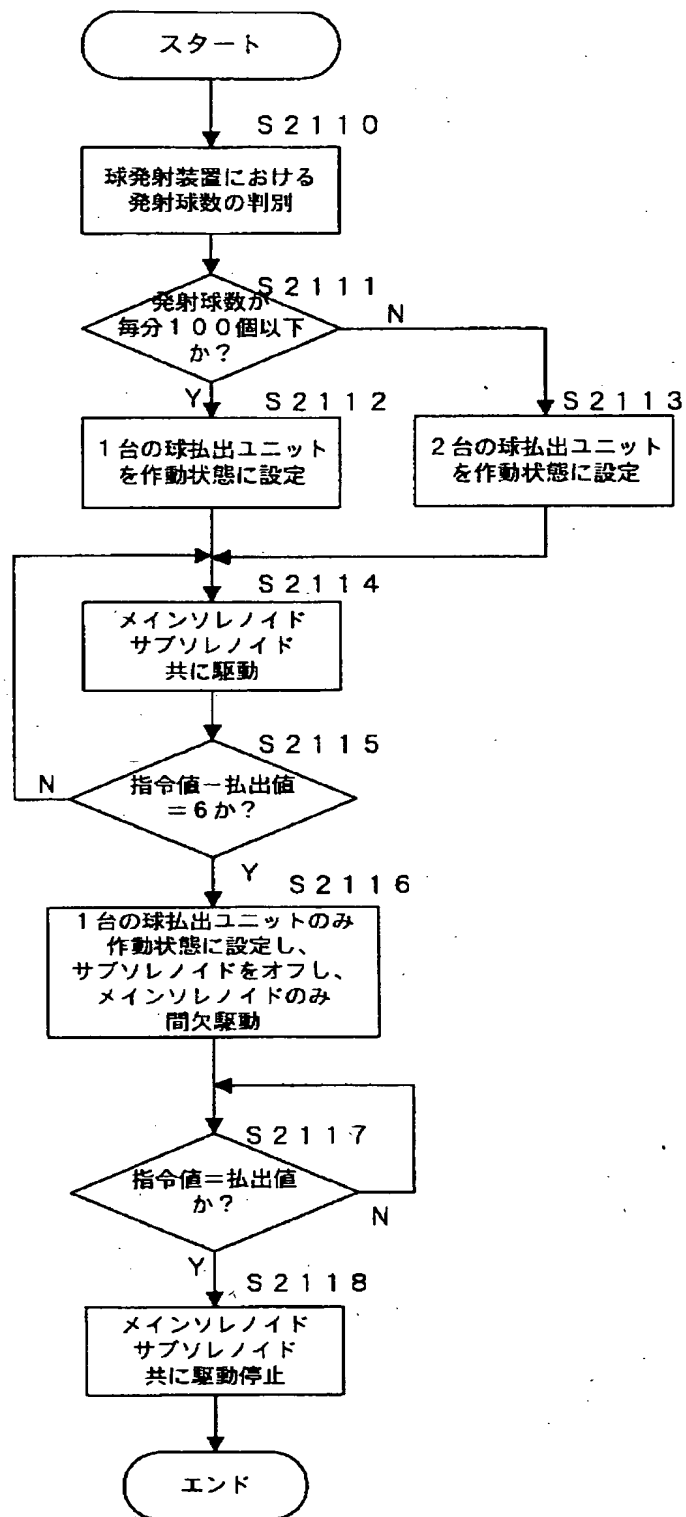 スタート
S2110
球発射装置における
発射球数の判別
S2111
発射球数が
毎分100個以下
か?
N
Y
S2112
S2113
1台の球払出ユニット
を作動状態に設定
2台の球払出ユニット
を作動状態に設定
S2114
メインソレノイド
サブソレノイド
共に駆動
S2115
N
指令値-払出値
=6か?
Y
S2116
1台の球払出ユニットのみ
作動状態に設定し、
サブソレノイドをオフし、
メインソレノイドのみ
間欠駆動
S2117
指令値=払出値
か?
N
Y
S2118
メインソレノイド
サブソレノイド
共に駆動停止
エンド